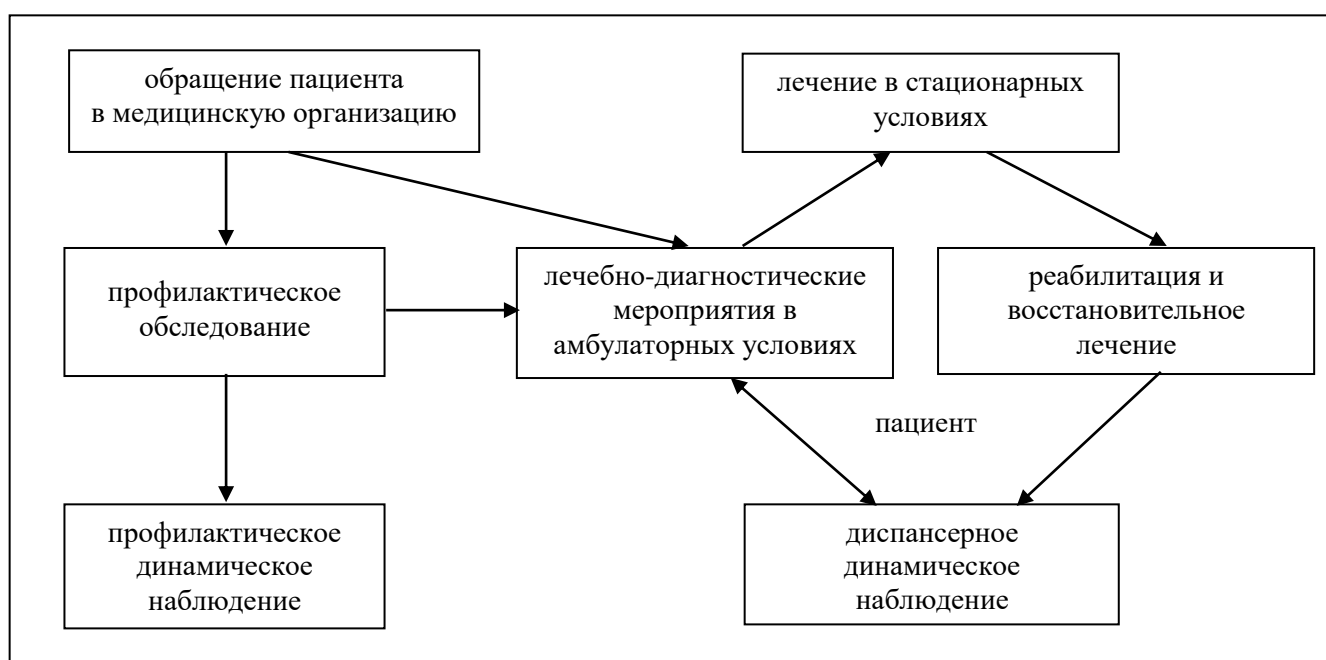 обращение пациента
в медицинскую организацию
лечение в стационарных
условиях
профилактическое
обследование
лечебно-диагностические
мероприятия в
амбулаторных условиях
реабилитация и
восстановительное
лечение
пациент
профилактическое
динамическое
наблюдение
диспансерное
динамическое
наблюдение